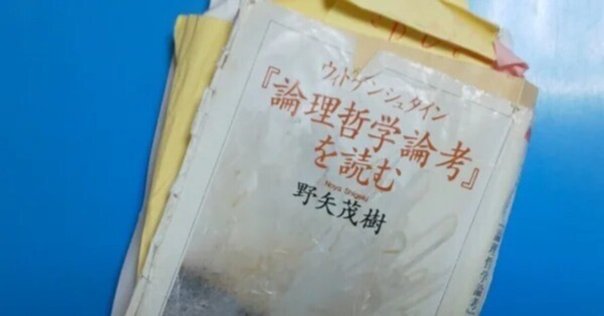 ウィトゲンシュタイン
『論理哲学論考』
を読む
Noya Shigeki
野矢茂樹